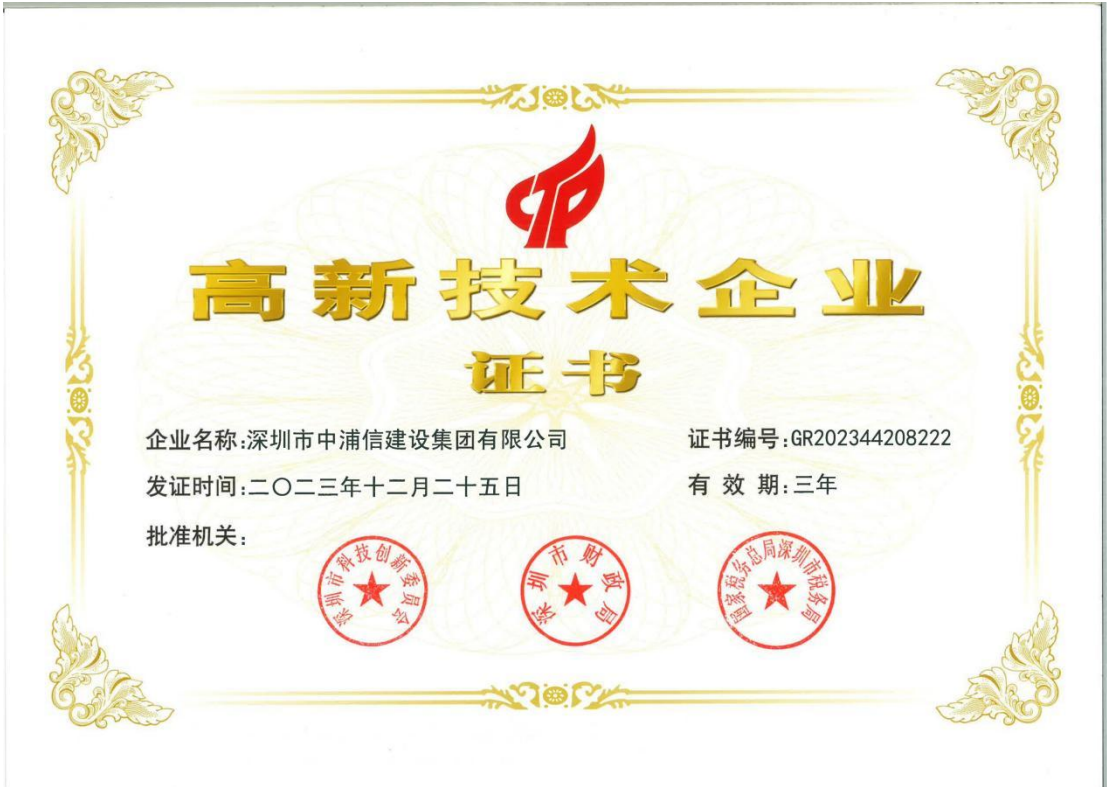 高新技术企业
证书
企业名称:深圳市中浦信建设集团有限公司
证书编号:GR202344208222
发证时间:二〇二三年十二月二十五日
有效期:三年
批准机关:
深圳市科技创新委员会
深圳市财政局
国家税务总局深圳市税务局